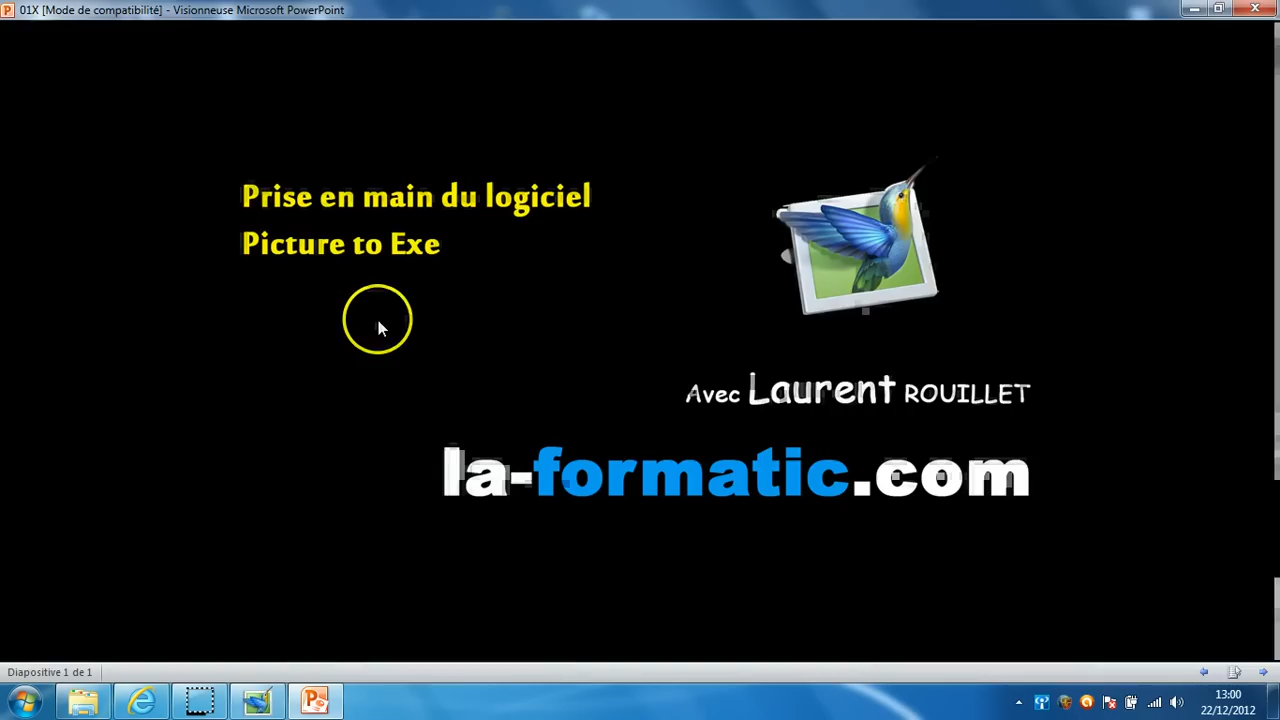 01X [Mode de compatibilité] - Visionneuse Microsoft PowerPoint
Prise en main du logiciel
Picture to Exe
Avec Laurent ROUILLET
la-formatic.com
Diapositive 1 de 1
13:00
22/12/2012